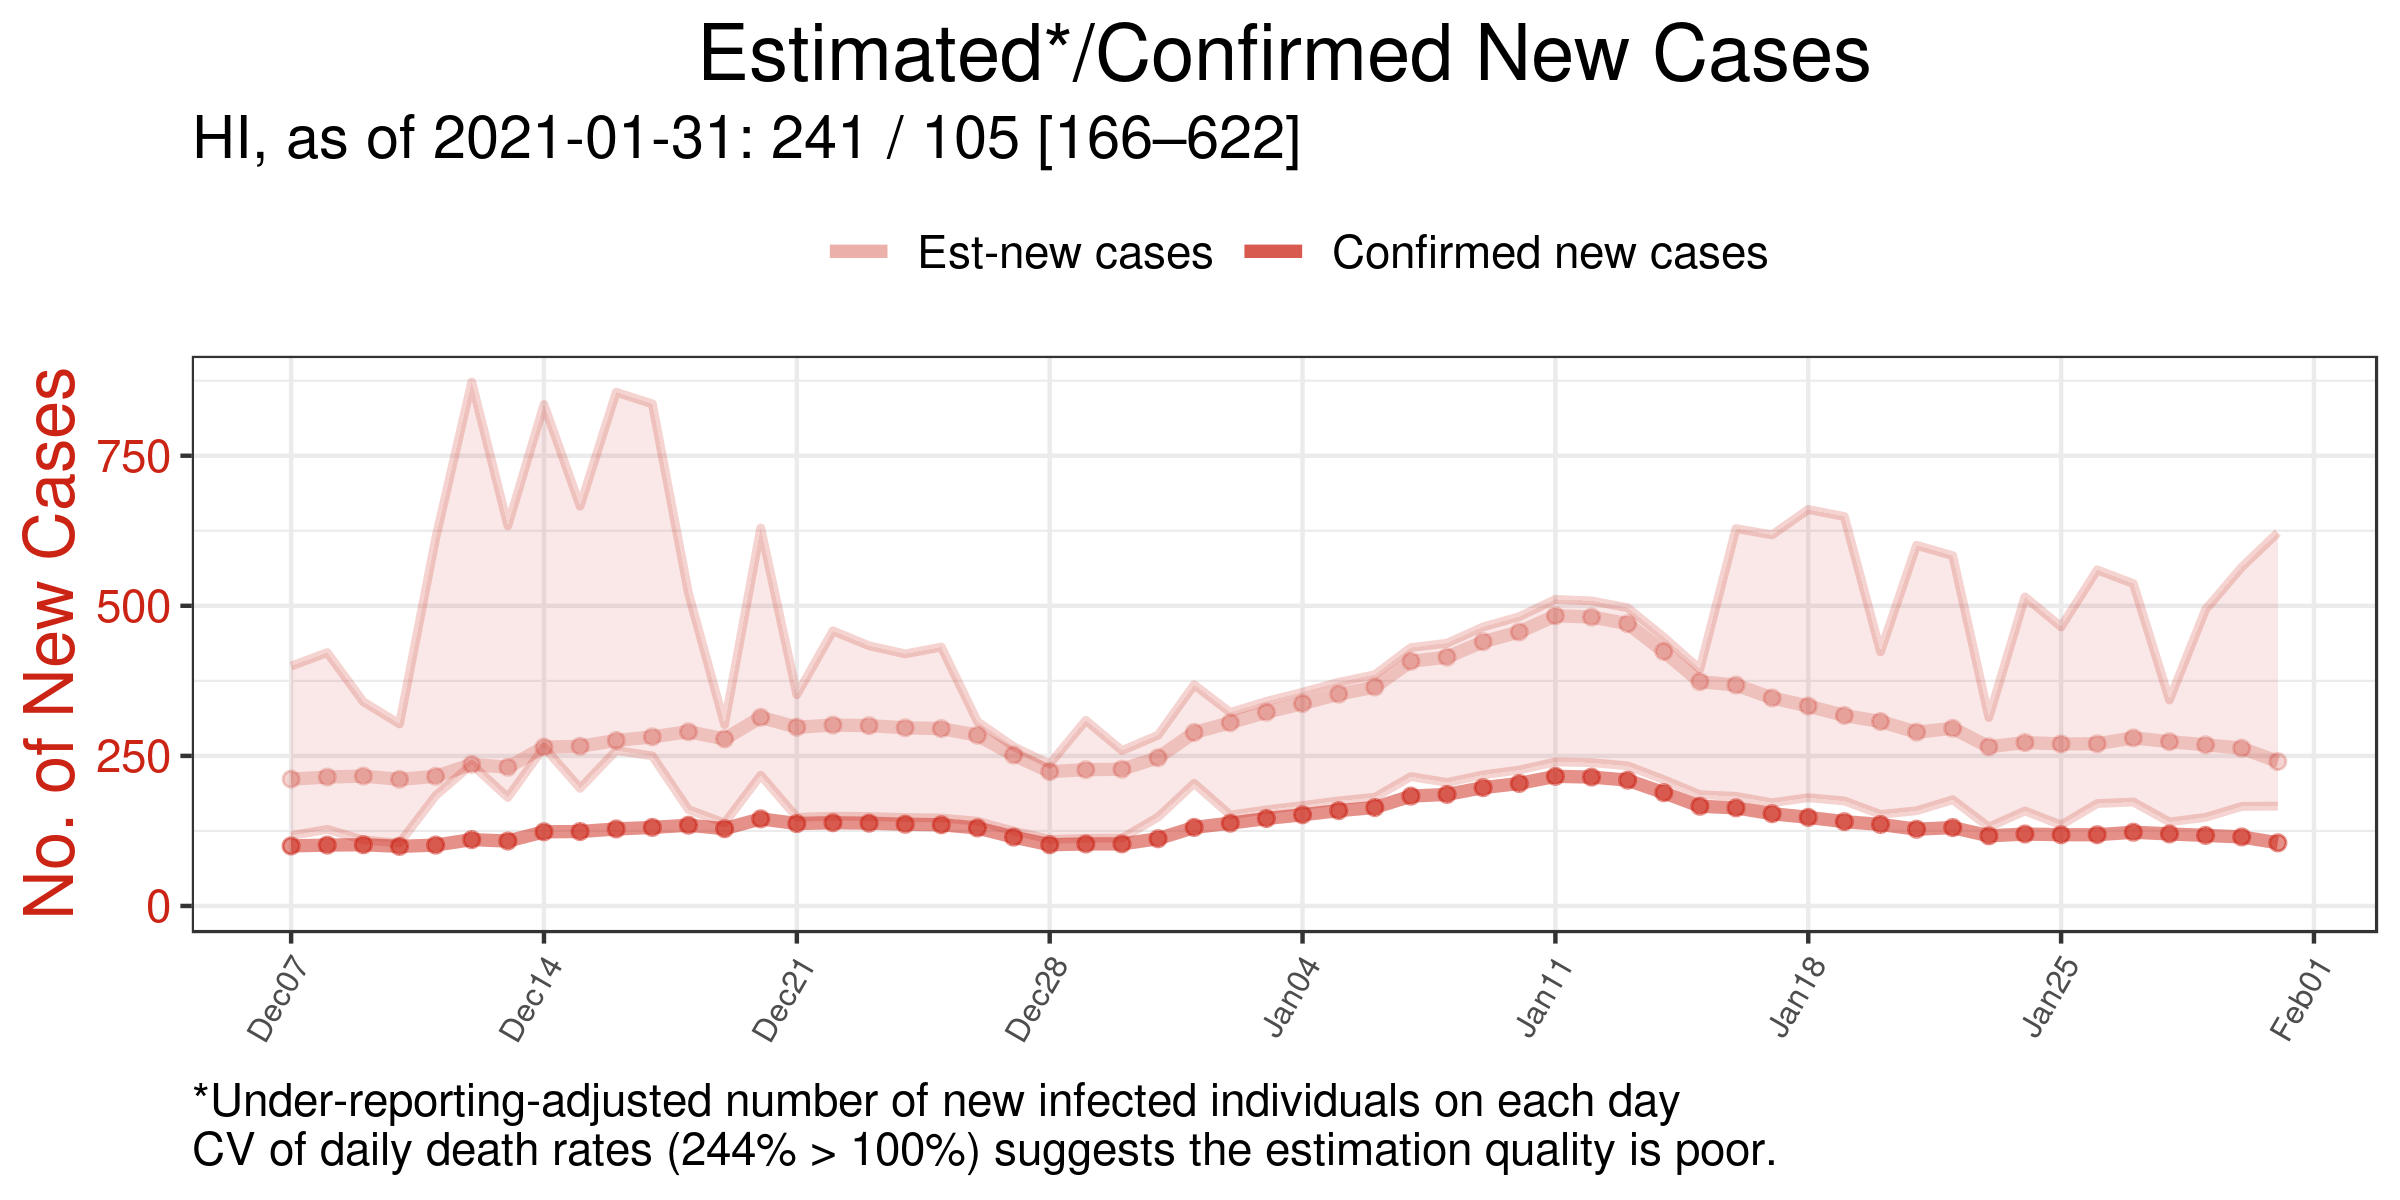 Estimated*/Confirmed New Cases
HI, as of 2021-01-31: 241 / 105 [166–622]
Est-new cases
Confirmed new cases
No. of New Cases
750
500
250
0
Dec07
Dec14
Dec21
Dec28
Jan04
Jan11
Jan18
Jan25
Feb01
*Under-reporting-adjusted number of new infected individuals on each day
CV of daily death rates (244% > 100%) suggests the estimation quality is poor.